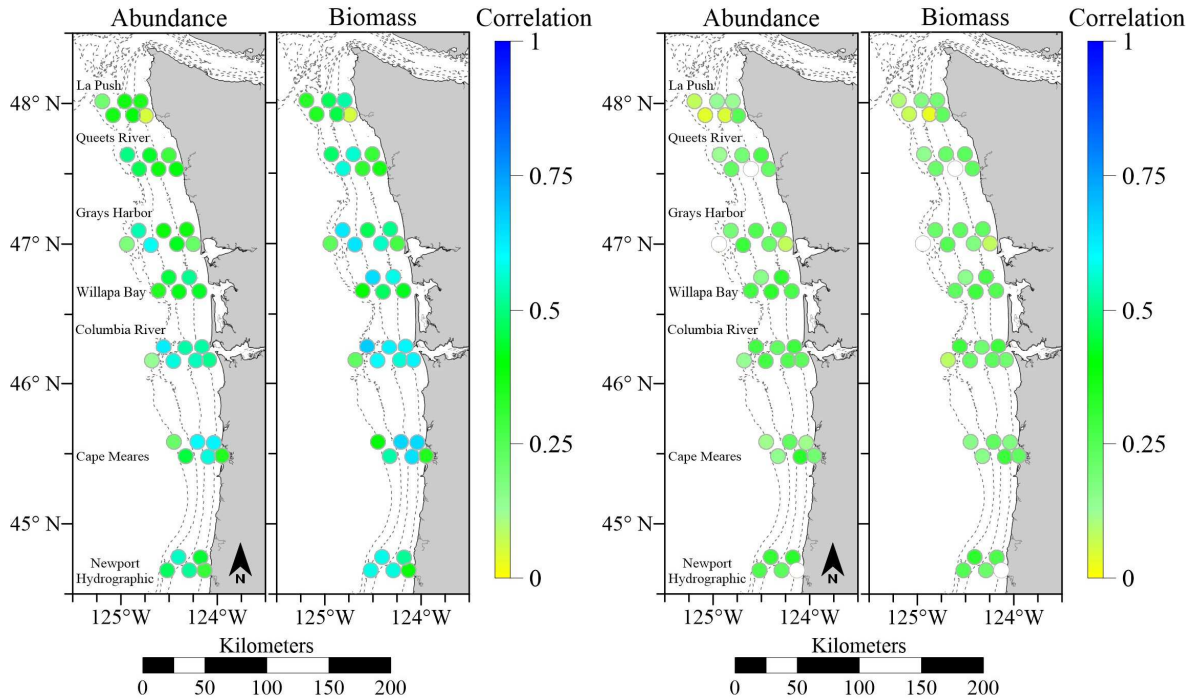 Abundance Biomass Correlation
La Push
48° N
Queets River
Grays Harbor
47° N
Willapa Bay
Columbia River
46° N
Cape Meares
45° N
Newport
Hydrographic
N
125°W 124°W 125°W 124°W
1
0.75
0.5
0.25
0
Kilometers
0 50 100 150 200
Abundance Biomass Correlation
La Push
48° N
Queets River
Grays Harbor
47° N
Willapa Bay
Columbia River
46° N
Cape Meares
45° N
Newport
Hydrographic
N
125°W 124°W 125°W 124°W
1
0.75
0.5
0.25
0
Kilometers
0 50 100 150 200